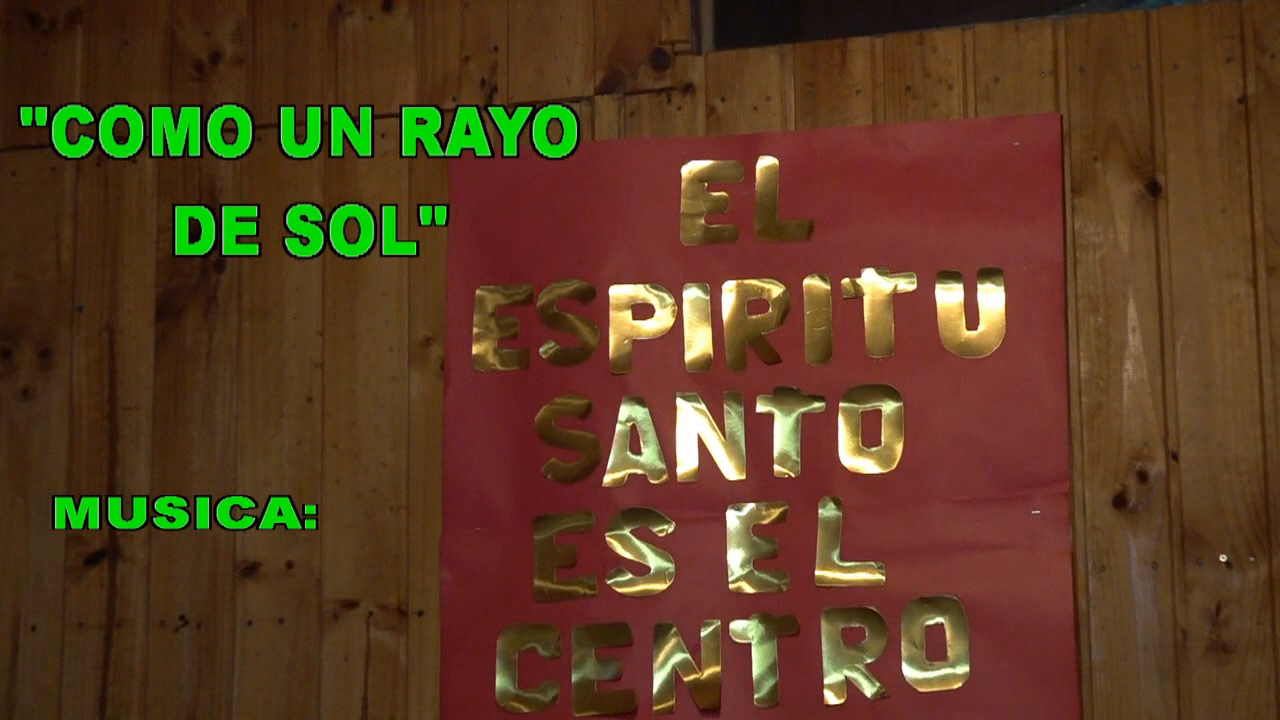 "COMO UN RAYO
DE SOL"
MUSICA:
EL
ESPIRITU
SANTO
ES EL
CENTRO